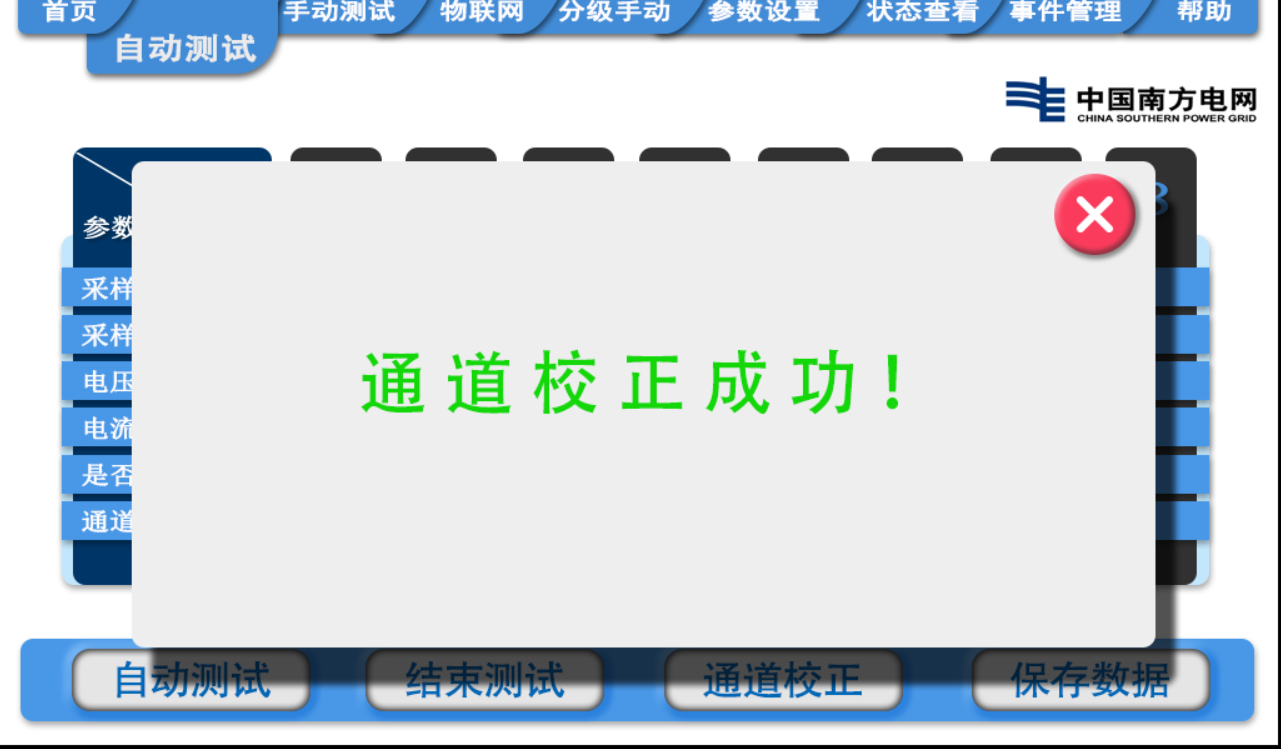 首页 手动测试 物联网 分级手动 参数设置 状态查看 事件管理 帮助
自动测试
中国南方电网
CHINA SOUTHERN POWER GRID
8
参数
采样
采样
电压
电流
是否
通道
通道校正成功！
自动测试 结束测试 通道校正 保存数据